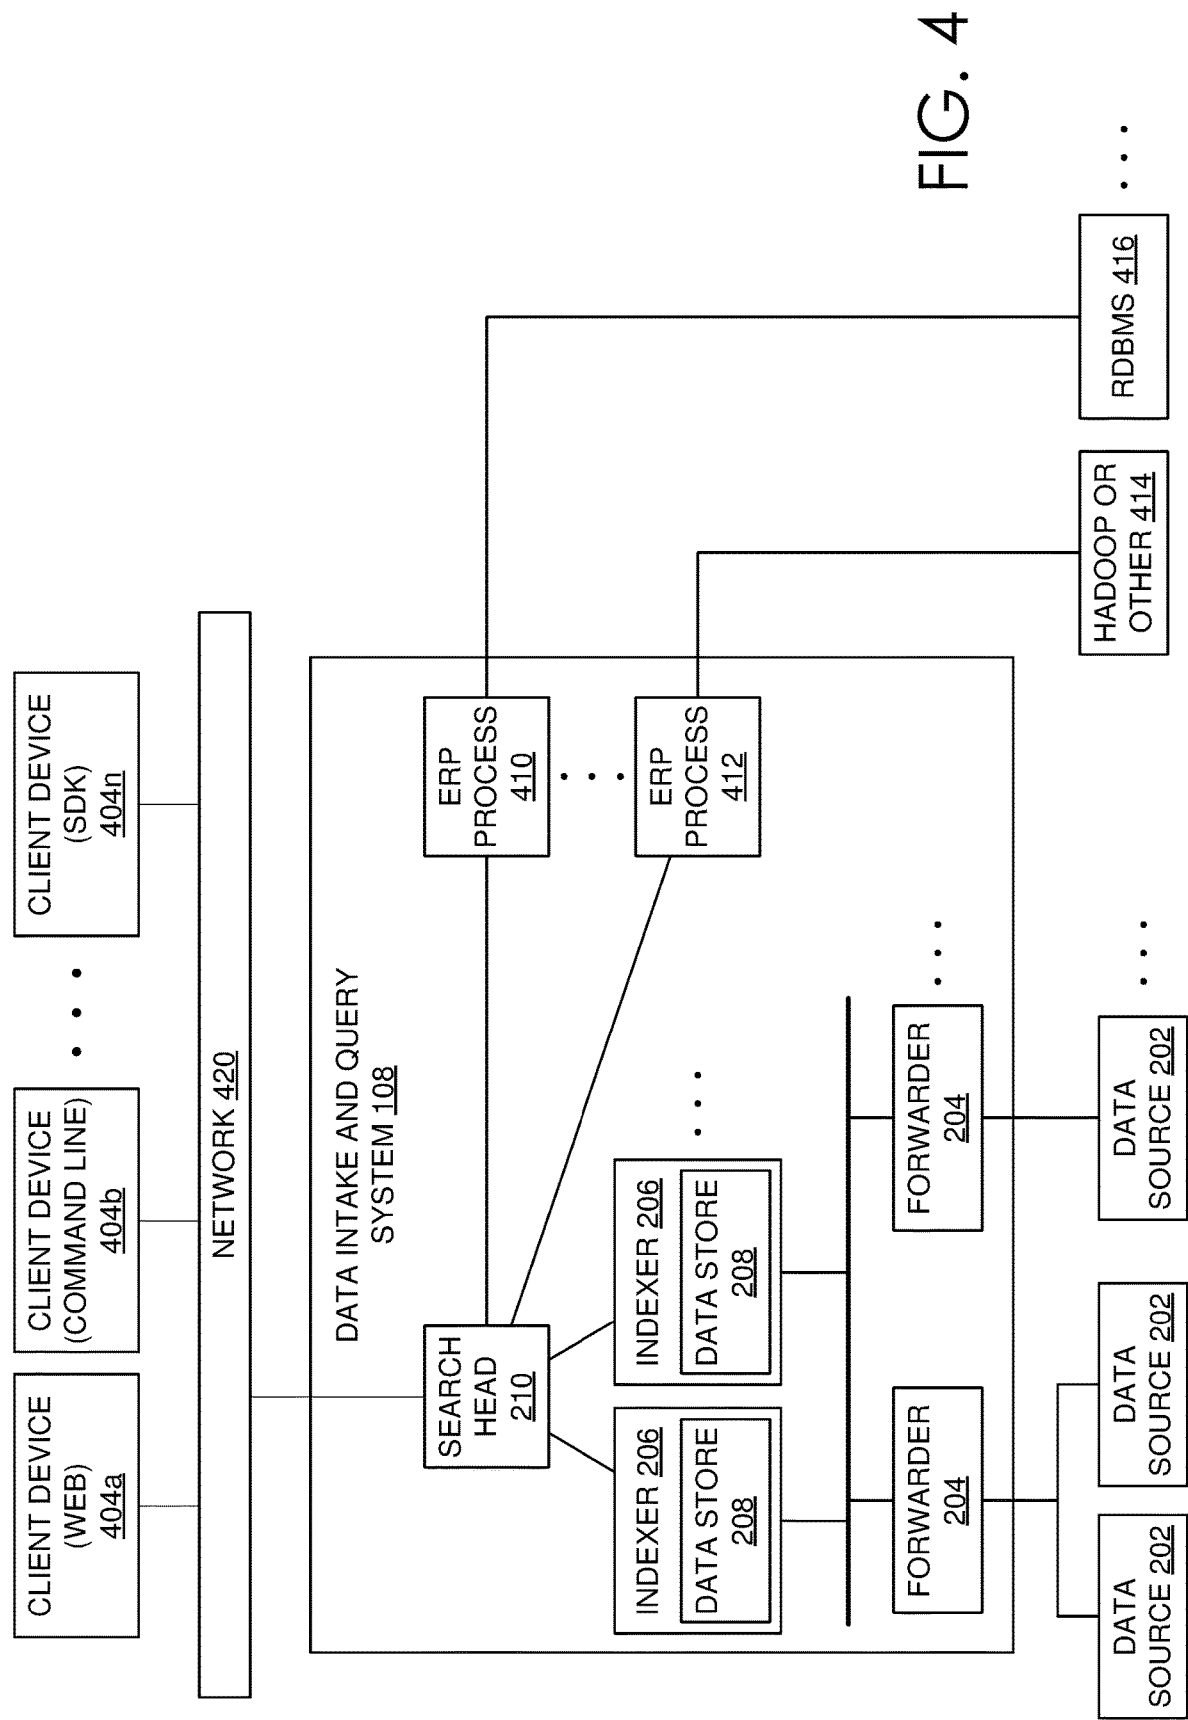 CLIENT DEVICE
(WEB)
404a
CLIENT DEVICE
(COMMAND LINE)
404b
CLIENT DEVICE
(SDK)
404n
NETWORK 420
DATA INTAKE AND QUERY
SYSTEM 108
SEARCH
HEAD
210
ERP
PROCESS
410
ERP
PROCESS
412
INDEXER 206
DATA STORE
208
INDEXER 206
DATA STORE
208
FORWARDER
204
FORWARDER
204
DATA
SOURCE 202
DATA
SOURCE 202
DATA
SOURCE 202
HADOOP OR
OTHER 414
RDBMS 416
FIG. 4